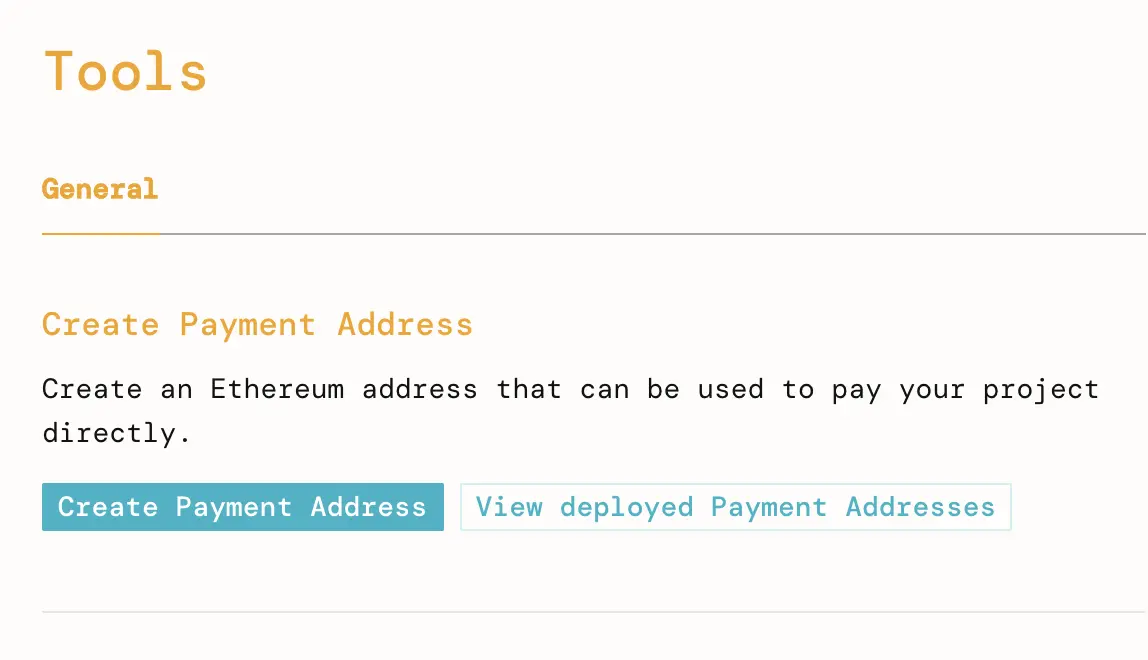 Tools
General
Create Payment Address
Create an Ethereum address that can be used to pay your project
directly.
Create Payment Address
View deployed Payment Addresses